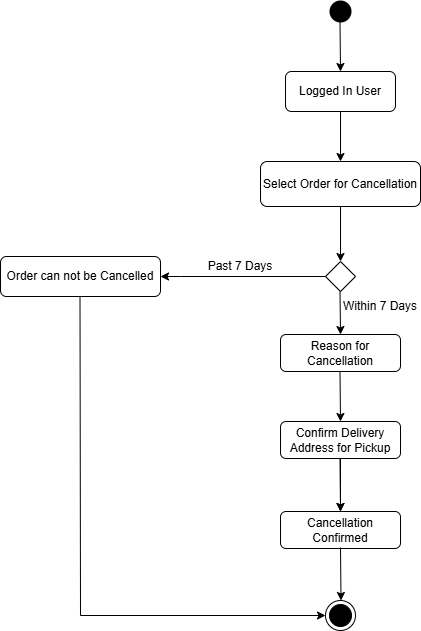 Logged In User
Select Order for Cancellation
Past 7 Days
Order can not be Cancelled
Within 7 Days
Reason for
Cancellation
Confirm Delivery
Address for Pickup
Cancellation
Confirmed